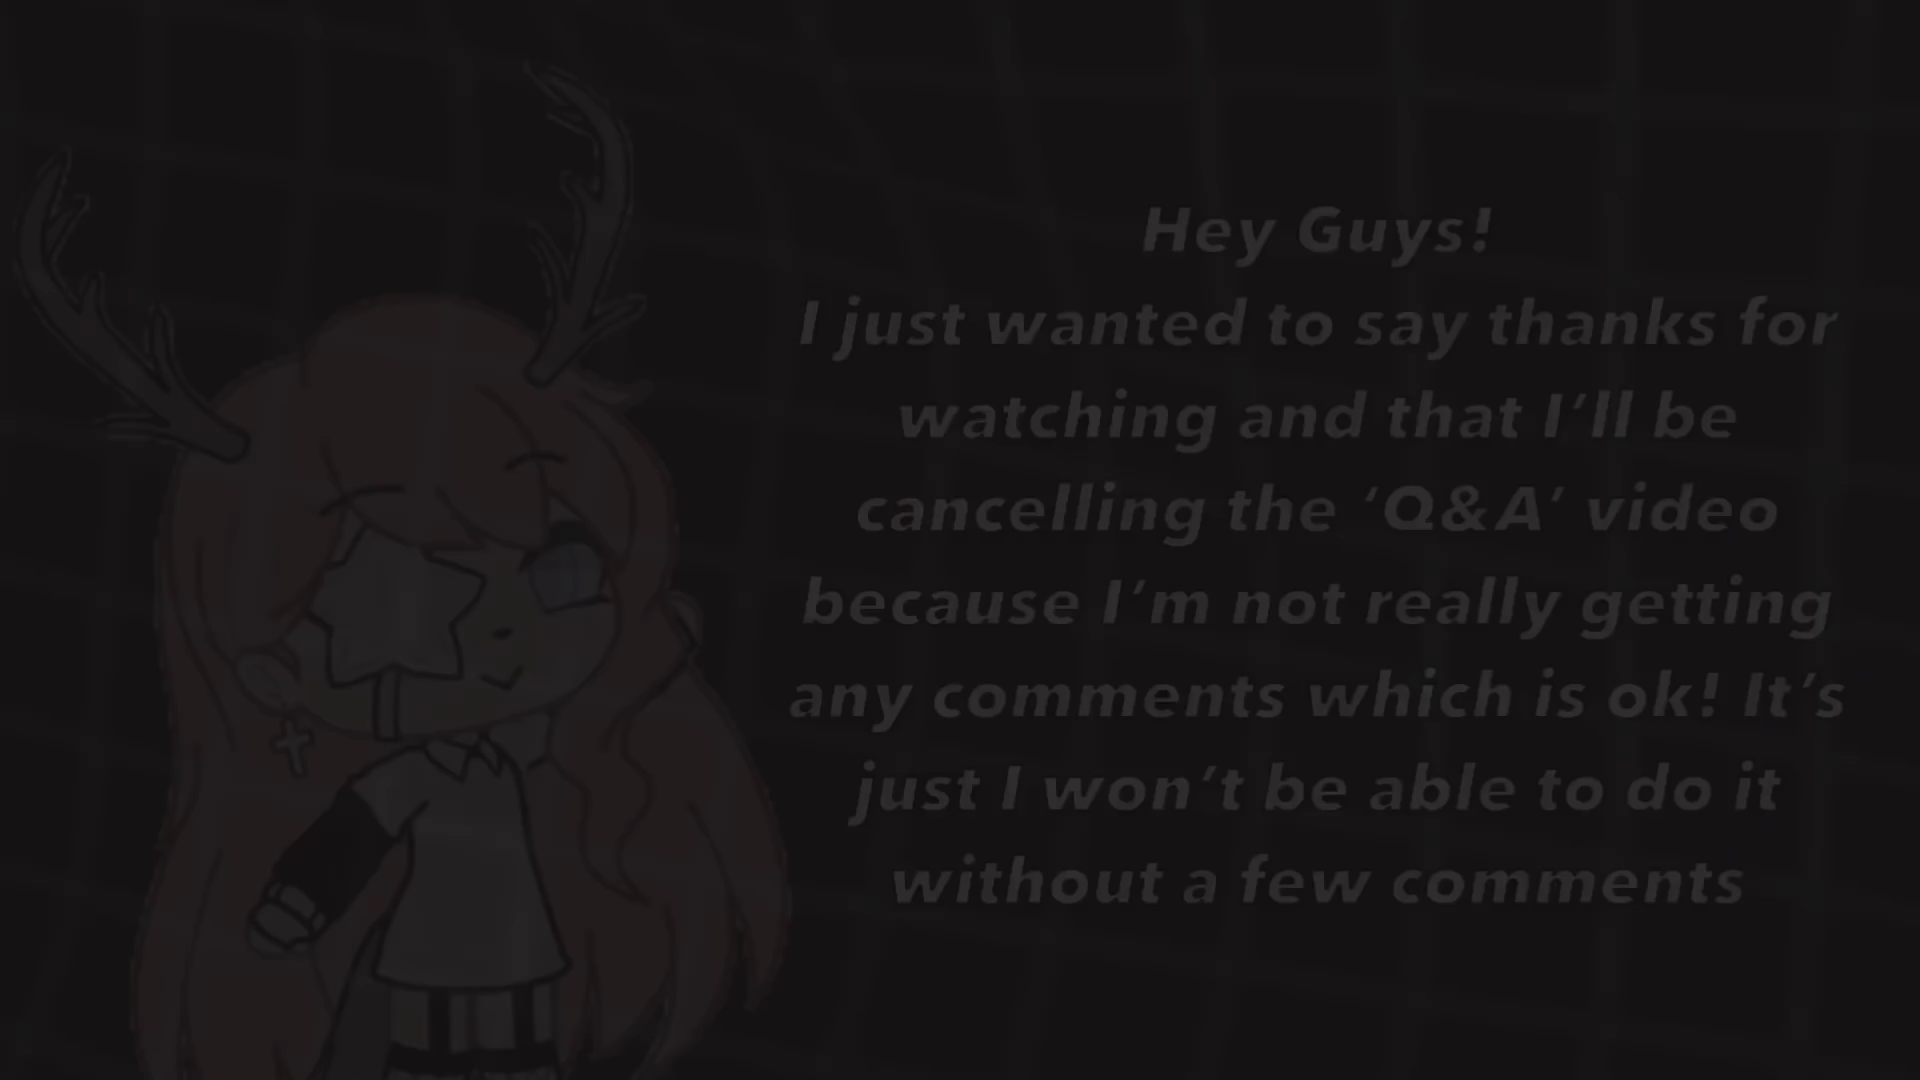 Hey Guys!
I just wanted to say thanks for
watching and that I'll be
cancelling the 'Q&A' video
because I'm not really getting
any comments which is ok! It's
just I won't be able to do it
without a few comments